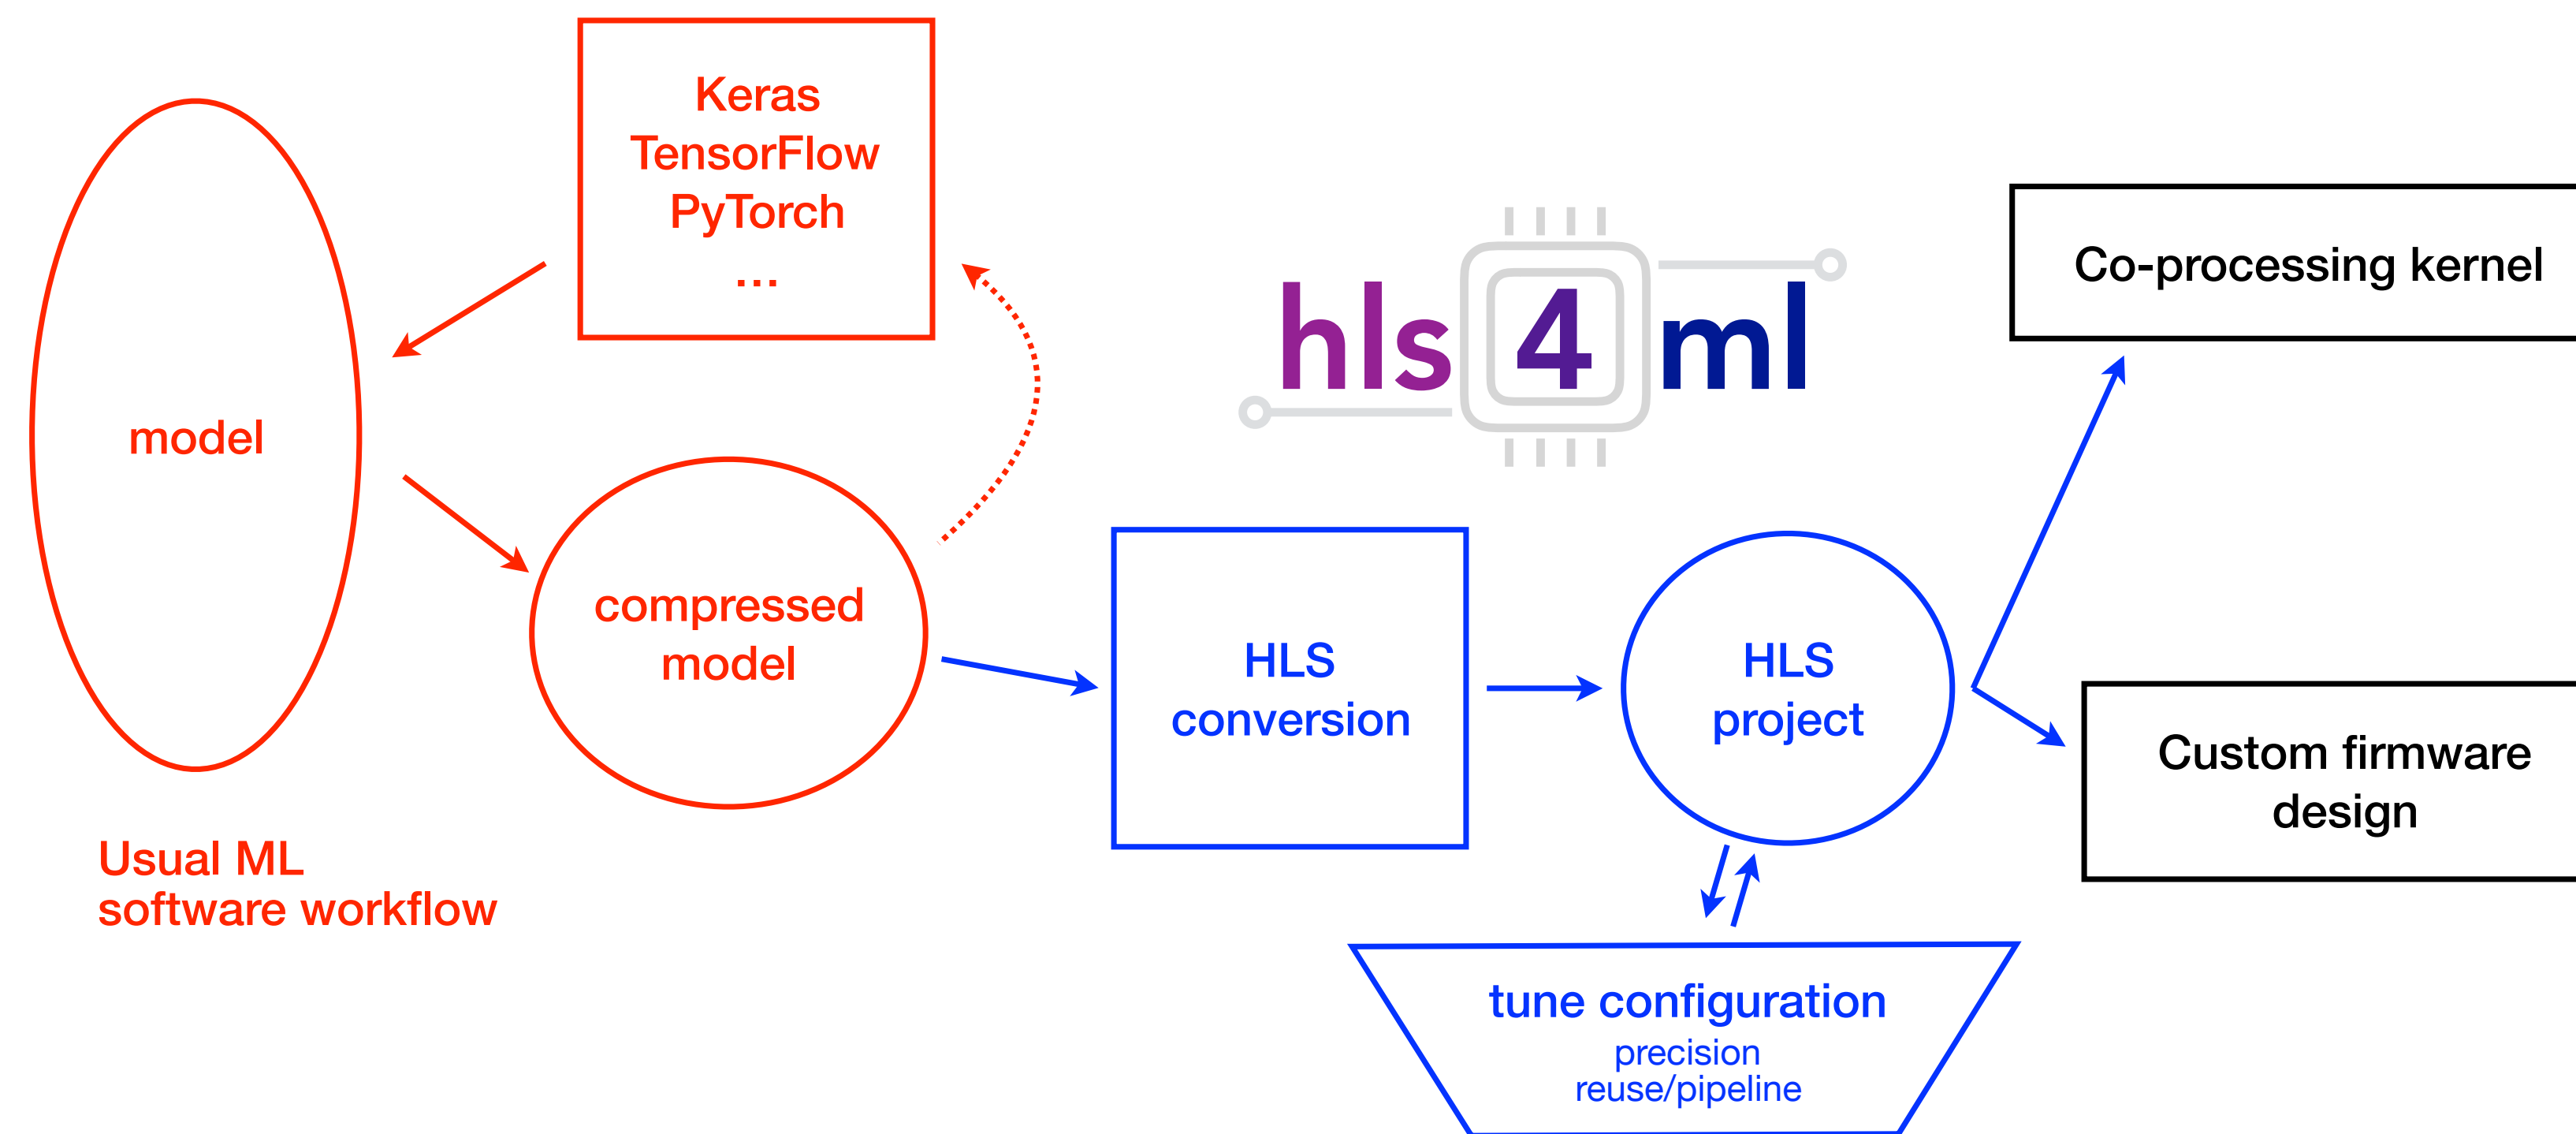 Keras
TensorFlow
PyTorch
...
model
compressed
model
Usual ML
software workflow
hls4ml
HLS
conversion
HLS
project
tune configuration
precision
reuse/pipeline
Co-processing kernel
Custom firmware
design